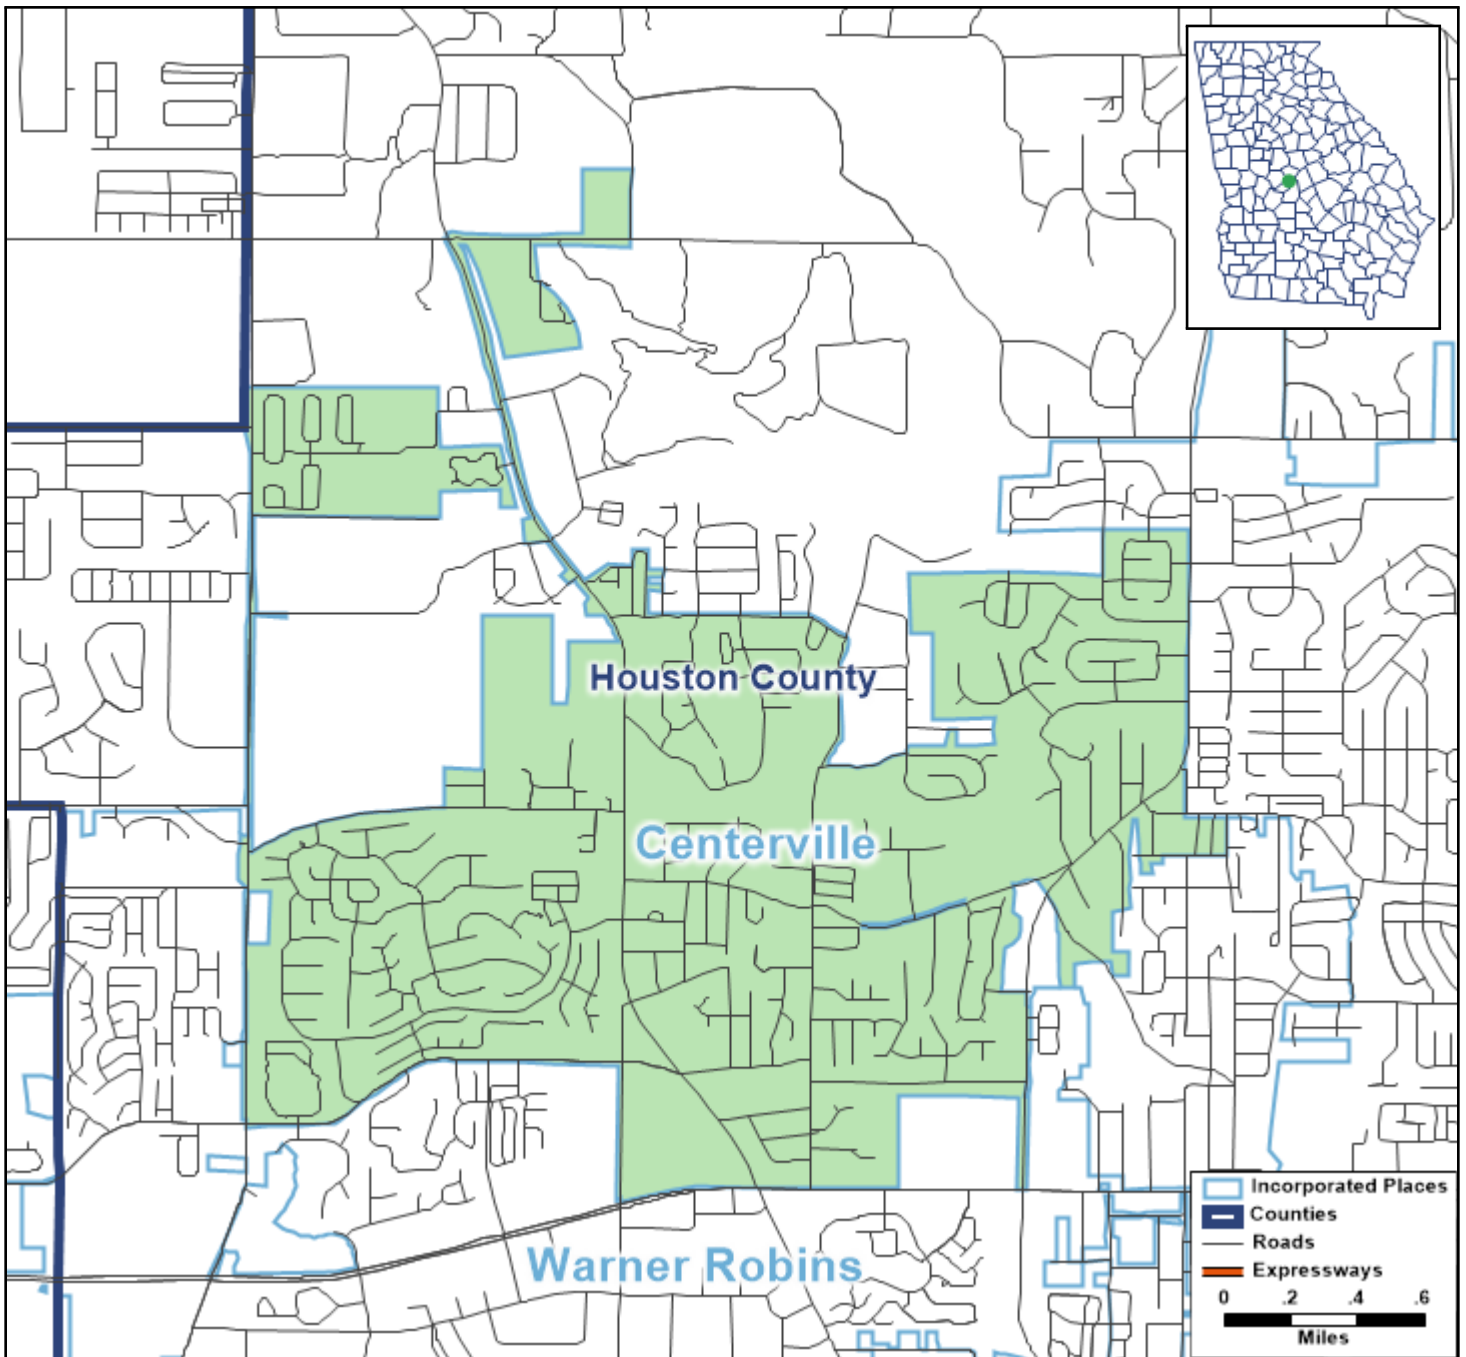 Houston County
Centerville
Warner Robins
Incorporated Places
Counties
Roads
Expressways
0 .2 .4 .6
Miles